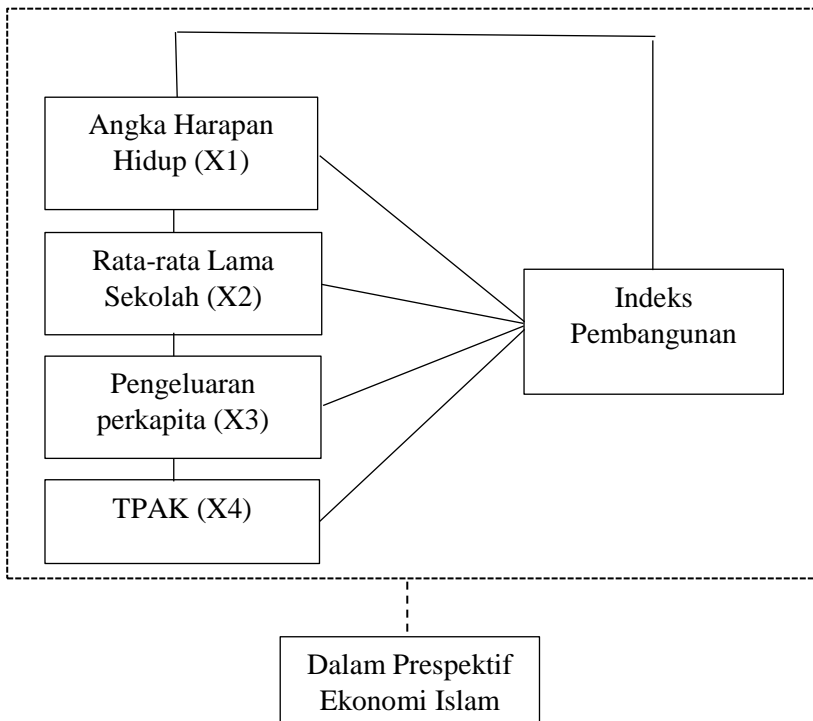 Angka Harapan
Hidup (X1)
Rata-rata Lama
Sekolah (X2)
Pengeluaran
perkapita (X3)
TPAK (X4)
Indeks
Pembangunan
Dalam Prespektif
Ekonomi Islam